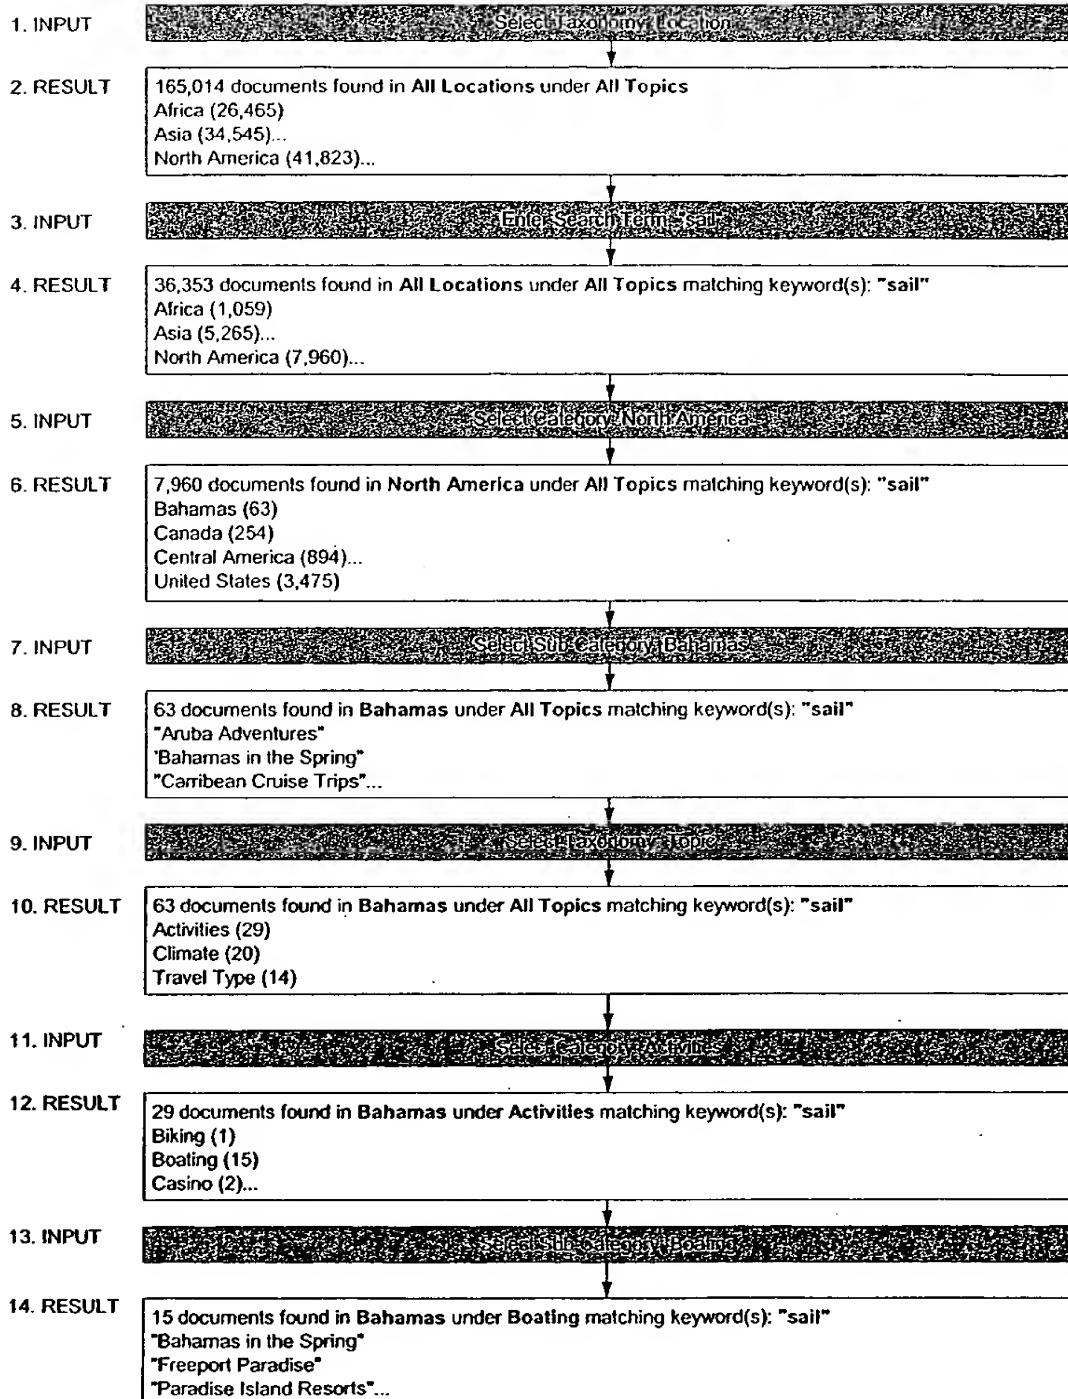 1. INPUT
Select Taxonomy: Location
2. RESULT
165,014 documents found in All Locations under All Topics
Africa (26,465)
Asia (34,545)...
North America (41,823)...
3. INPUT
Enter Search Term: "sail"
4. RESULT
36,353 documents found in All Locations under All Topics matching keyword(s): "sail"
Africa (1,059)
Asia (5,265)...
North America (7,960)...
5. INPUT
Select Category: North America
6. RESULT
7,960 documents found in North America under All Topics matching keyword(s): "sail"
Bahamas (63)
Canada (254)
Central America (894)...
United States (3,475)
7. INPUT
Select Sub-Category: Bahamas
8. RESULT
63 documents found in Bahamas under All Topics matching keyword(s): "sail"
"Aruba Adventures"
"Bahamas in the Spring"
"Carribean Cruise Trips"...
9. INPUT
Select Taxonomy: Topic
10. RESULT
63 documents found in Bahamas under All Topics matching keyword(s): "sail"
Activities (29)
Climate (20)
Travel Type (14)
11. INPUT
Select Category:
12. RESULT
29 documents found in Bahamas under Activities matching keyword(s): "sail"
Biking (1)
Boating (15)
Casino (2)...
13. INPUT
Select Sub-Category: Boating
14. RESULT
15 documents found in Bahamas under Boating matching keyword(s): "sail"
"Bahamas in the Spring"
"Freeport Paradise"
"Paradise Island Resorts"...